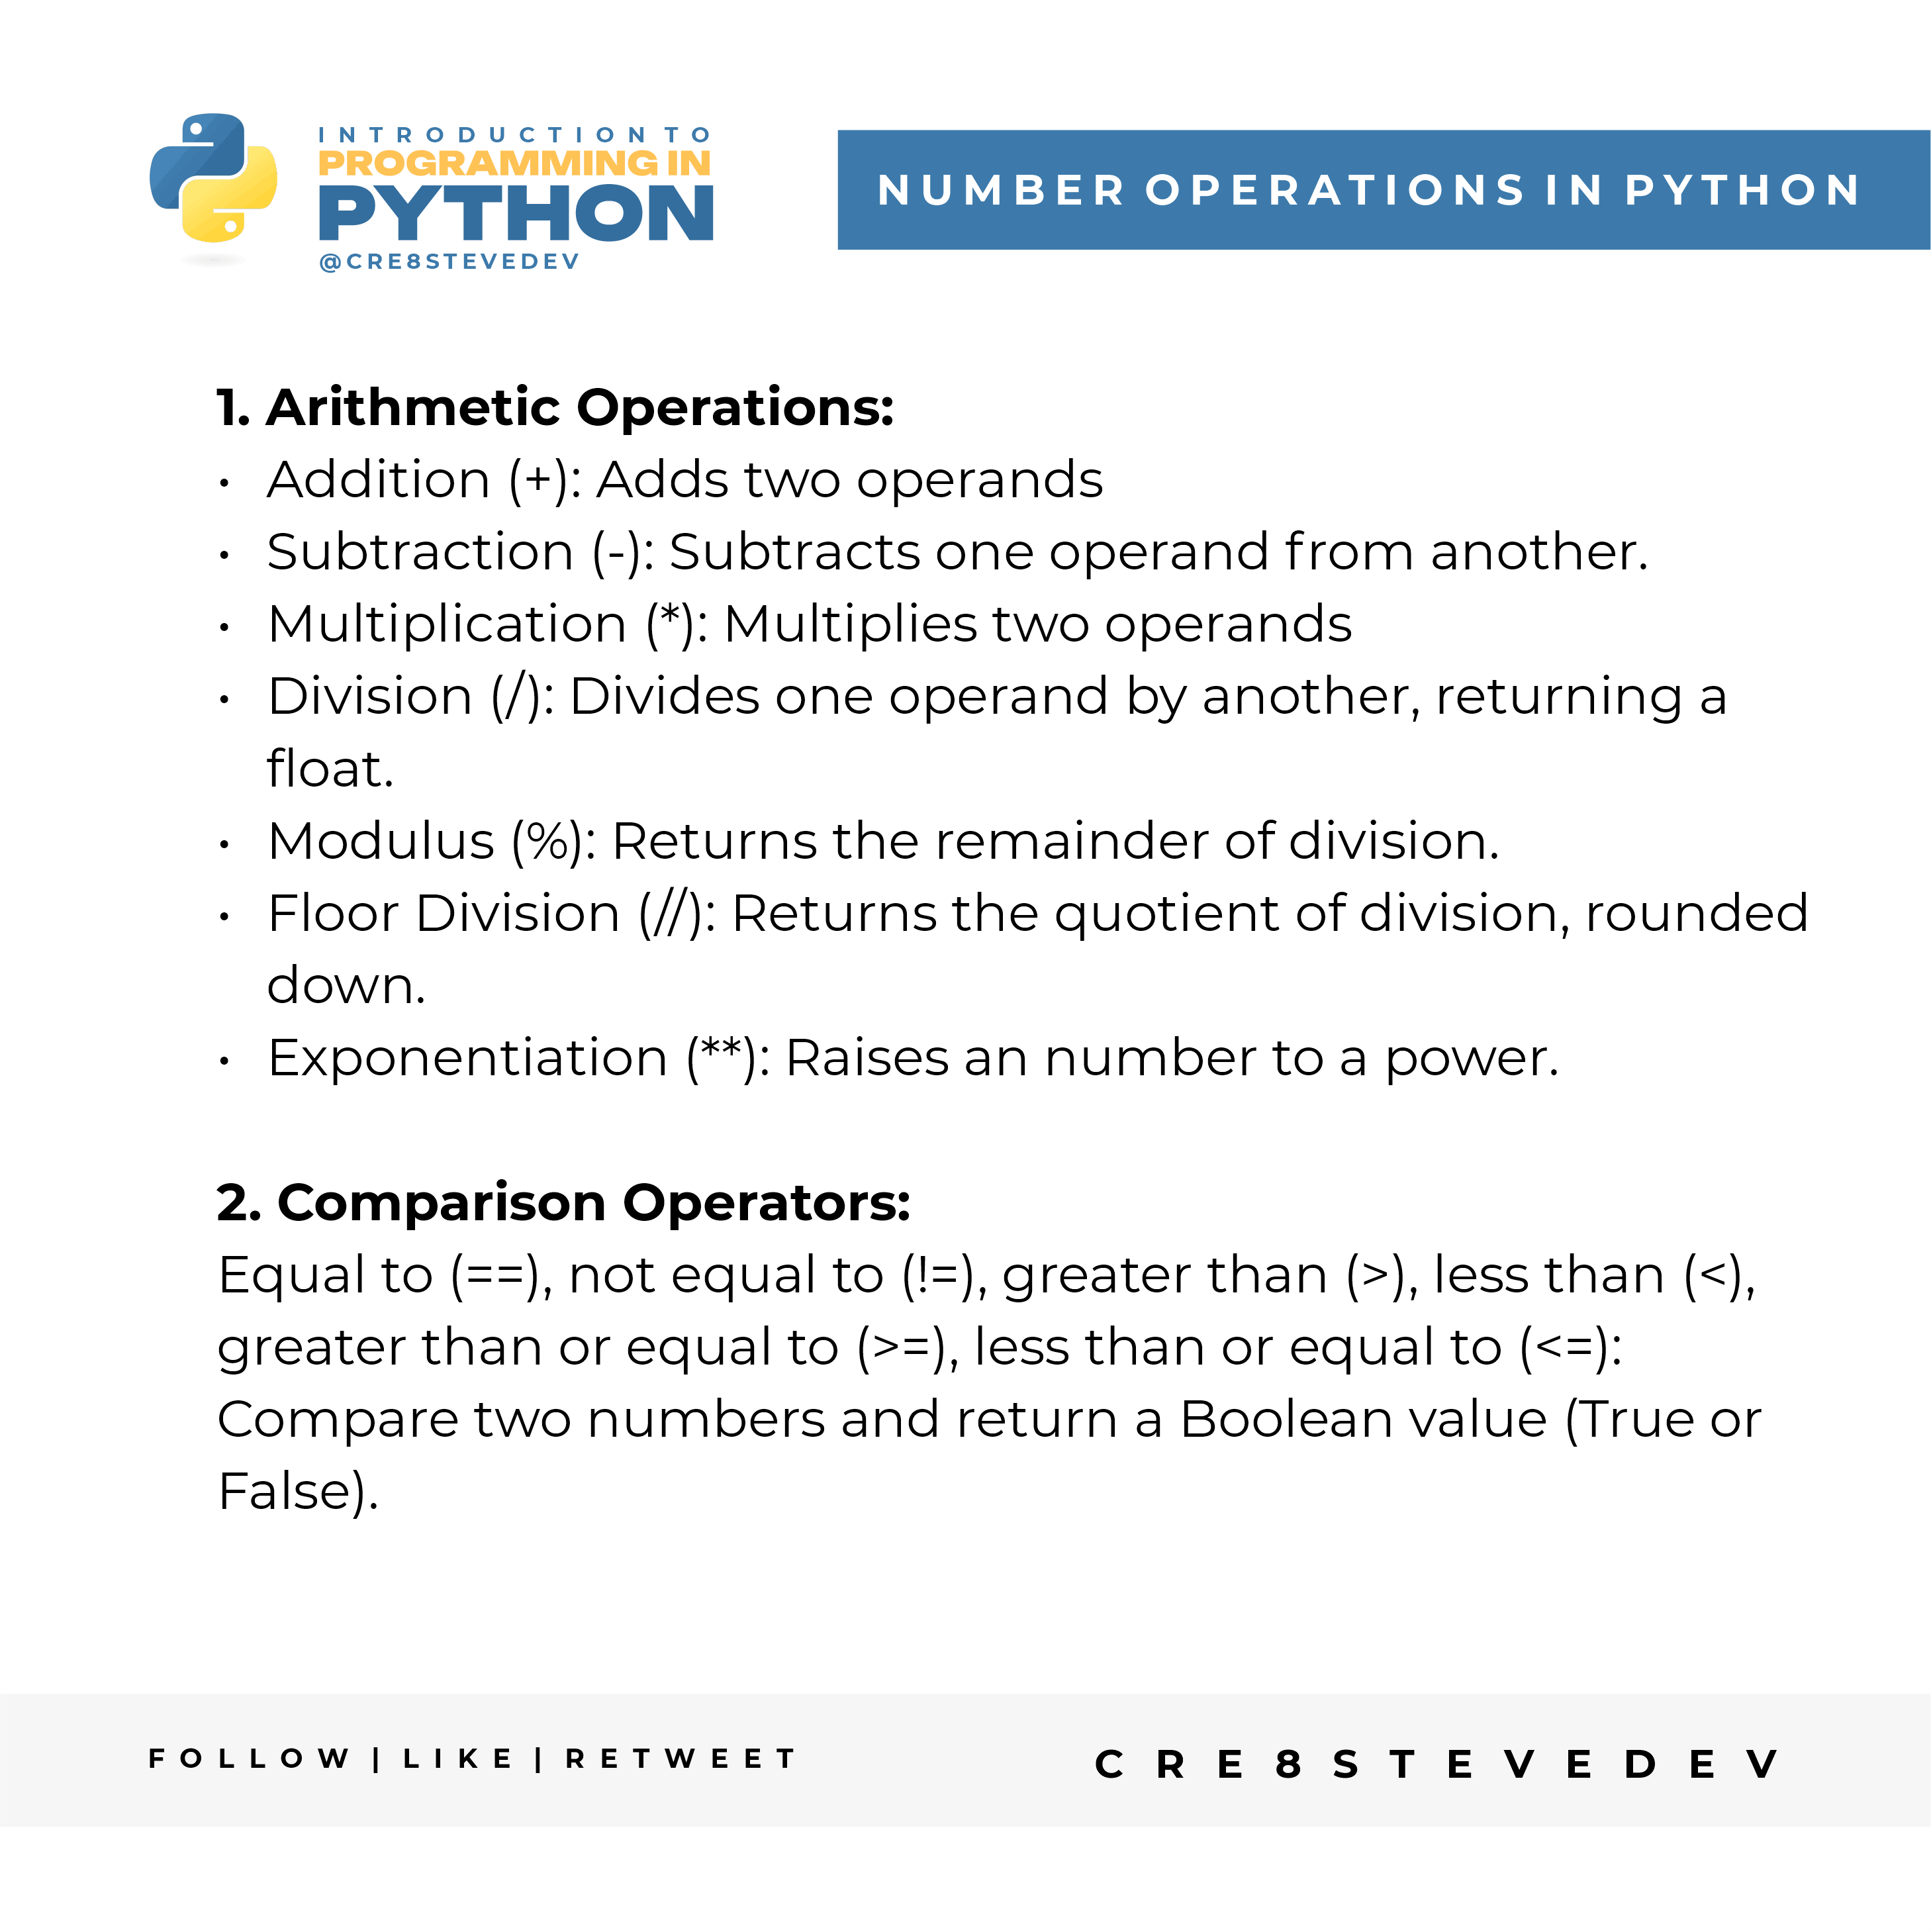 INTRODUCTION TO
PROGRAMMING IN
PYTHON
@CRE8STEVEDEV
NUMBER OPERATIONS IN PYTHON
1. Arithmetic Operations:
• Addition (+): Adds two operands
• Subtraction (-): Subtracts one operand from another.
• Multiplication (*): Multiplies two operands
• Division (/): Divides one operand by another, returning a
float.
• Modulus (%): Returns the remainder of division.
• Floor Division (//): Returns the quotient of division, rounded
down.
• Exponentiation (**): Raises an number to a power.
2. Comparison Operators:
Equal to (==), not equal to (!=), greater than (>), less than (<),
greater than or equal to (>=), less than or equal to (<=):
Compare two numbers and return a Boolean value (True or
False).
FOLLOW | LIKE | RETWEET
CRE8STEVEDEV